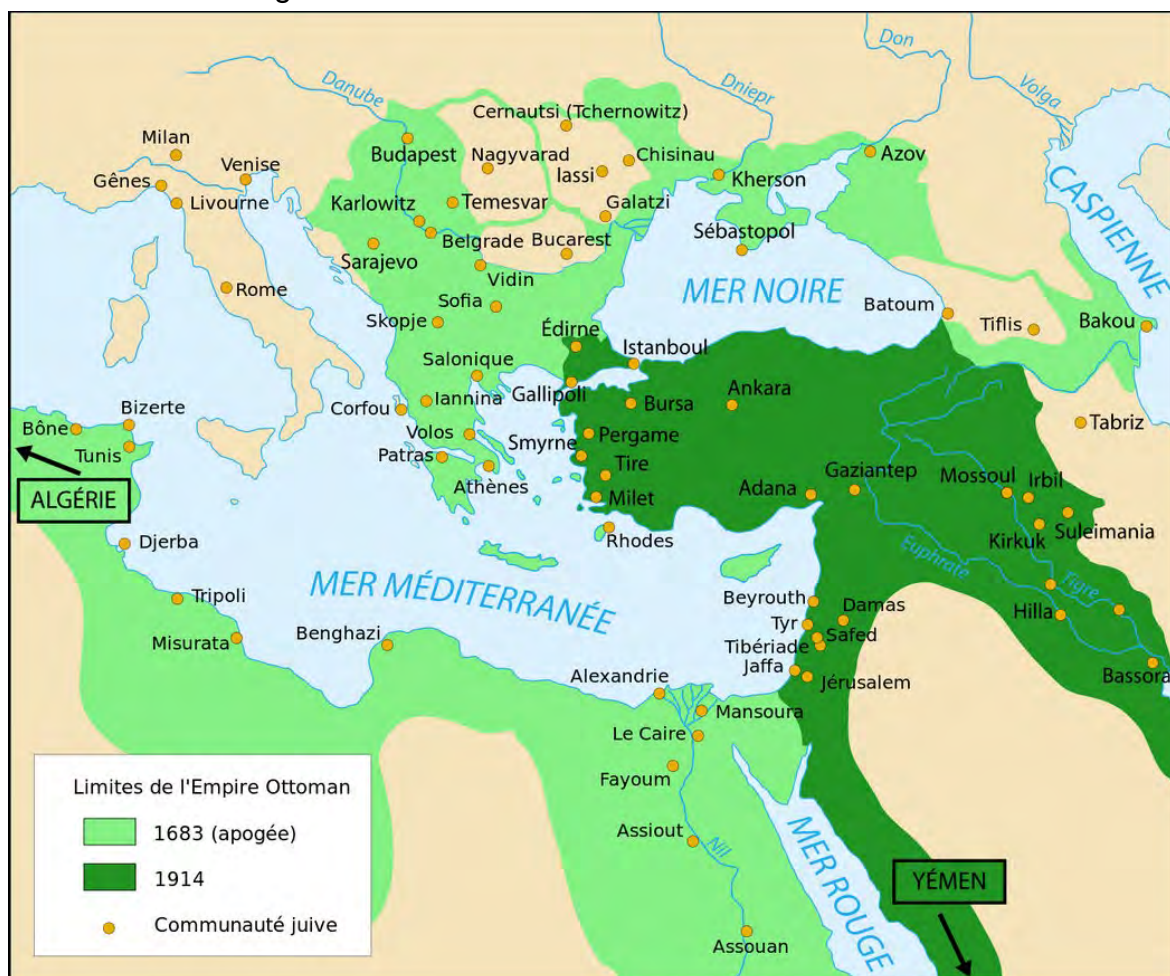 Danube
Dniepr
Don
Volga
Cernautsi (Tchernowitz)
Milan
Venise
Budapest
Nagyvarad
Chisinau
Iassi
Azov
Gênes
Livourne
Karlowitz
Temesvar
Galatzi
Kherson
Belgrade
Bucarest
Sébastopol
Sarajevo
Vidin
CASPIENNE
Rome
Sofia
MER NOIRE
Batoum
Tiflis
Bakou
Skopje
Édirne
Istanboul
Salonique
Gallipoli
Ankara
Bizerte
Corfou
Iannina
Bursa
Bône
Volos
Smyrne
Pergame
Tabriz
Tunis
Patras
Tire
Gaziantep
Mossoul
Irbil
ALGÉRIE
Athènes
Milet
Adana
Djerba
Rhodes
Kirkuk
Suleimania
Euphrate
Tigre
MER MÉDITERRANÉE
Tripoli
Beyrouth
Damas
Hilla
Misurata
Benghazi
Tyr
Safed
Tibériade
Jaffa
Bassora
Alexandrie
Jérusalem
Mansoura
Le Caire
Fayoum
Limites de l'Empire Ottoman
1683 (apogée)
Assiout
Nil
MER ROUGE
1914
YÉMEN
Communauté juive
Assouan